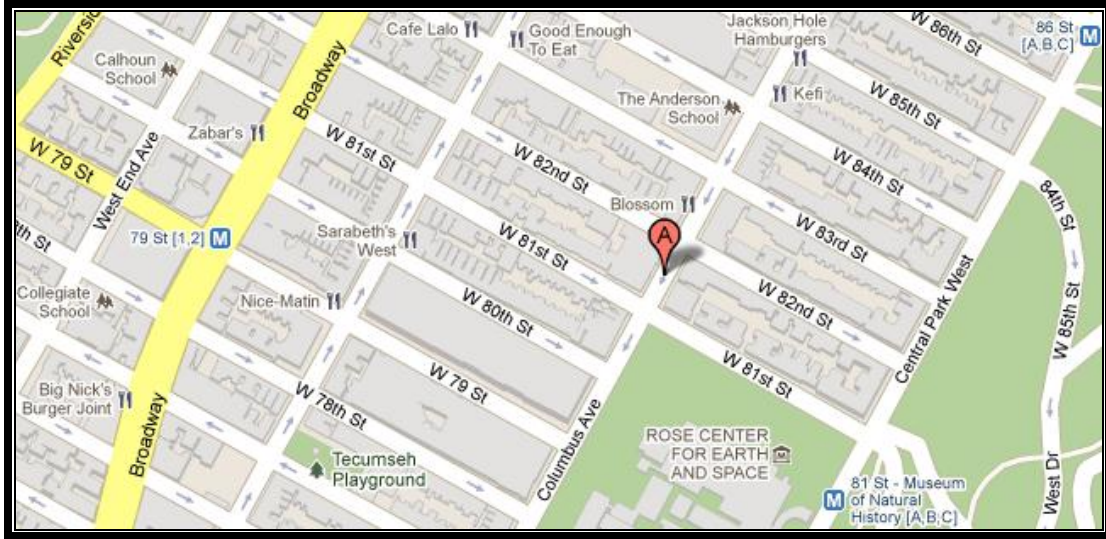 Riversid
Calhoun
School
Cafe Lalo
Good Enough
To Eat
Jackson Hole
Hamburgers
W 86th St
86 St
[A,B,C]
M
Broadway
Zabar's
W 81st St
W 82nd St
The Anderson
School
Kefi
W 85th St
W 84th St
W 79 St
West End Ave
79 St [1,2]
M
Sarabeth's
West
W 81st St
Blossom
A
W 83rd St
84th St
th St
Collegiate
School
Nice-Matin
W 80th St
W 82nd St
Central Park West
W 85th St
Big Nick's
Burger Joint
Broadway
W 78th St
W 79 St
W 81st St
Tecumseh
Playground
Columbus Ave
ROSE CENTER
FOR EARTH
AND SPACE
M
81 St - Museum
of Natural
History [A,B,C]
West Dr